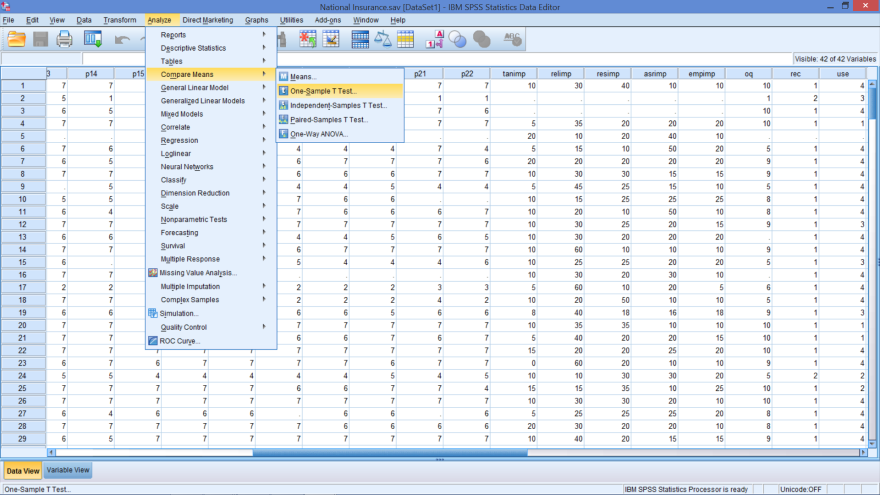 National Insurance.sav [DataSet1] - IBM SPSS Statistics Data Editor
File Edit View Data Transform Analyze Direct Marketing Graphs Utilities Add-ons Window Help
Visible: 42 of 42 Variables
Reports
Descriptive Statistics
Tables
Compare Means
General Linear Model
Generalized Linear Models
Mixed Models
Correlate
Regression
Loglinear
Neural Networks
Classify
Dimension Reduction
Scale
Nonparametric Tests
Forecasting
Survival
Multiple Response
Missing Value Analysis...
Multiple Imputation
Complex Samples
Simulation...
Quality Control
ROC Curve...
Means...
One-Sample T Test...
Independent-Samples T Test...
Paired-Samples T Test...
One-Way ANOVA...
3 p14 p15 p21 p22 tanimp relimp resimp asrimp empimp oq rec use
1 7 7 7 7 10 30 40 10 10 10 1 4
2 5 1 1 1 . . . . . 1 2 3
3 6 5 7 6 . . . . . 10 1 4
4 7 7 7 7 5 35 20 20 20 10 1 4
5 . . . . 20 10 20 40 10 . . .
6 7 6 4 4 4 7 4 5 15 10 50 20 5 1 4
7 6 5 6 7 7 7 6 20 20 20 20 20 9 1 4
8 7 7 6 7 6 7 7 10 30 30 15 15 9 1 4
9 . 5 4 4 5 4 4 5 45 25 15 10 5 1 4
10 5 5 7 6 6 . . 10 15 25 25 25 8 1 4
11 6 4 7 6 6 6 7 10 20 10 50 10 8 1 4
12 7 7 7 7 7 7 7 10 30 25 20 15 9 1 3
13 6 6 4 4 5 6 5 10 30 20 20 20 . 1 4
14 7 7 6 7 7 7 . 10 60 10 10 10 9 1 4
15 6 . 5 4 4 4 6 10 25 25 20 20 5 1 3
16 7 7 . . . . . 10 30 20 30 10 . 1 4
17 2 2 2 2 2 3 3 5 60 10 20 5 6 1 4
18 7 7 2 2 2 4 2 10 20 50 10 10 5 1 4
19 6 6 6 6 5 6 6 8 40 18 16 18 9 1 3
20 7 7 7 7 6 7 7 10 35 35 10 10 10 1 1
21 7 7 6 6 7 6 7 5 40 20 20 15 7 1 4
22 7 7 7 7 7 7 7 7 7 15 20 20 25 20 10 1 4
23 7 7 6 7 7 7 6 7 7 0 60 20 10 10 9 1 4
24 5 5 4 4 4 4 5 4 5 10 10 30 30 20 5 2 2
25 7 7 7 7 7 7 6 7 4 15 15 35 10 25 10 1 2
26 7 7 7 7 7 7 7 7 7 10 30 30 20 10 10 1 4
27 6 4 6 6 6 . 6 6 . 5 25 25 25 20 8 1 4
28 7 7 7 7 7 7 6 6 6 20 30 10 20 20 8 1 4
29 6 5 7 7 7 7 7 7 7 10 40 20 15 15 9 1 4
Data View Variable View
One-Sample T Test...
IBM SPSS Statistics Processor is ready Unicode:OFF